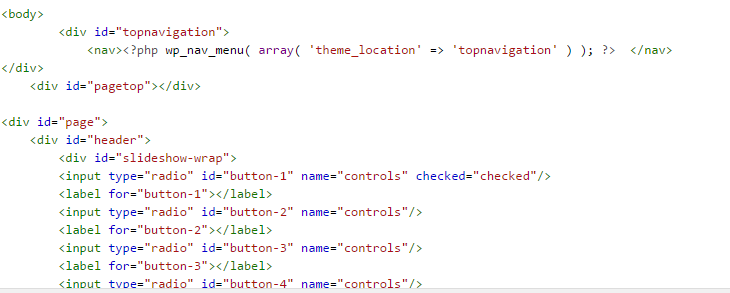 <body>
<div id="topnavigation">
<nav><?php wp_nav_menu( array( 'theme_location' => 'topnavigation' ) ); ?>  </nav>
</div>
<div id="pagetop"></div>
<div id="page">
<div id="header">
<div id="slideshow-wrap">
<input type="radio" id="button-1" name="controls" checked="checked"/>
<label for="button-1"></label>
<input type="radio" id="button-2" name="controls"/>
<label for="button-2"></label>
<input type="radio" id="button-3" name="controls"/>
<label for="button-3"></label>
<input type="radio" id="button-4" name="controls"/>